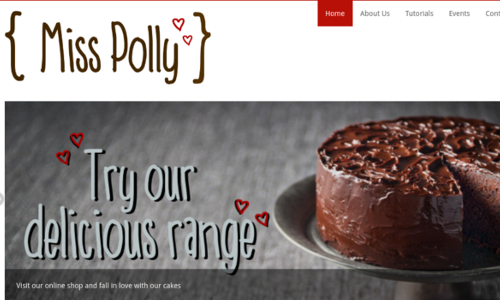 { Miss Polly }
Home About Us Tutorials Events Cont
Try our
delicious range
Visit our online shop and fall in love with our cakes